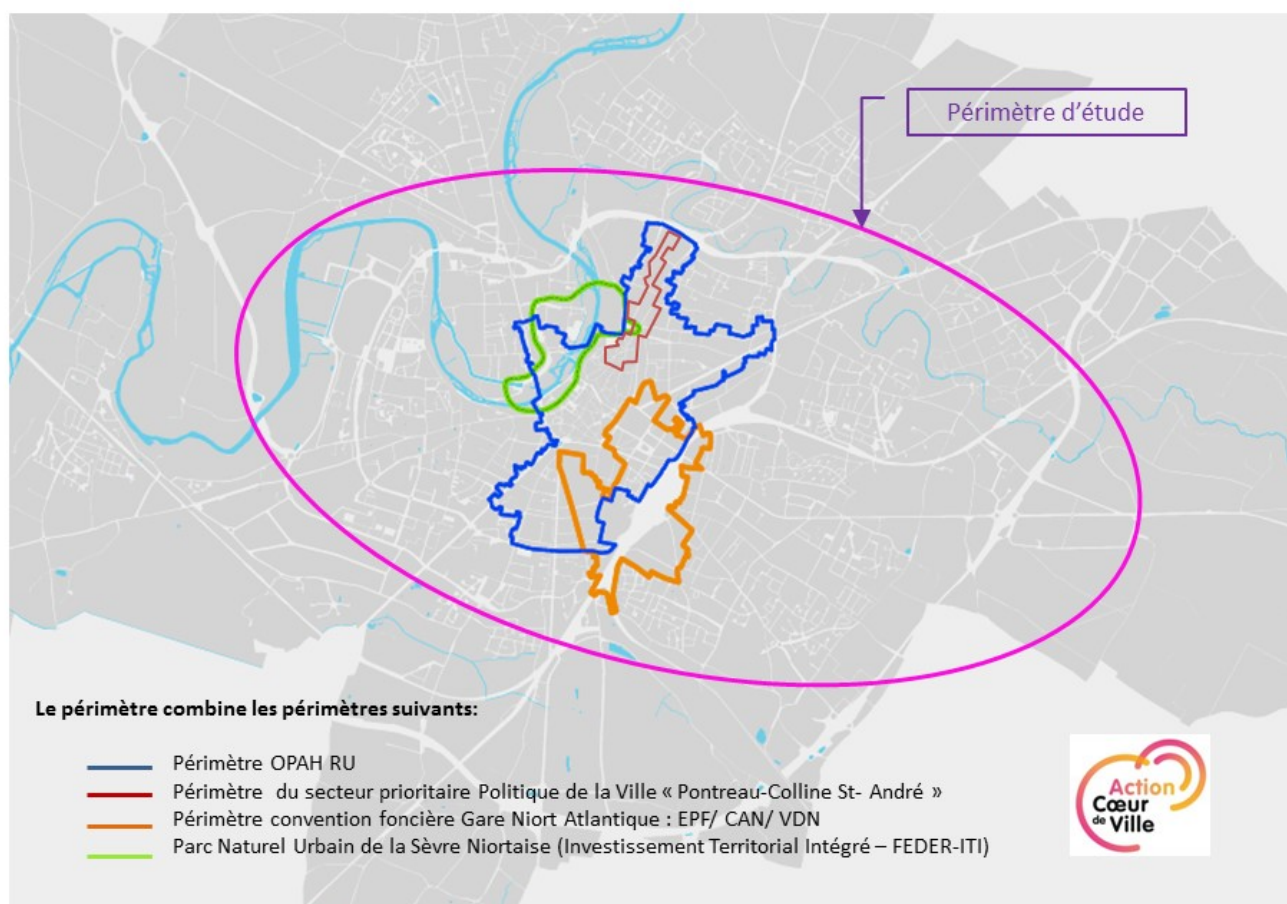 Périmètre d'étude
Le périmètre combine les périmètres suivants:
Périmètre OPAH RU
Périmètre du secteur prioritaire Politique de la Ville « Pontreau-Colline St- André »
Périmètre convention foncière Gare Niort Atlantique : EPF/ CAN/ VDN
Parc Naturel Urbain de la Sèvre Niortaise (Investissement Territorial Intégré – FEDER-ITI)
Action
Cœur
de Ville